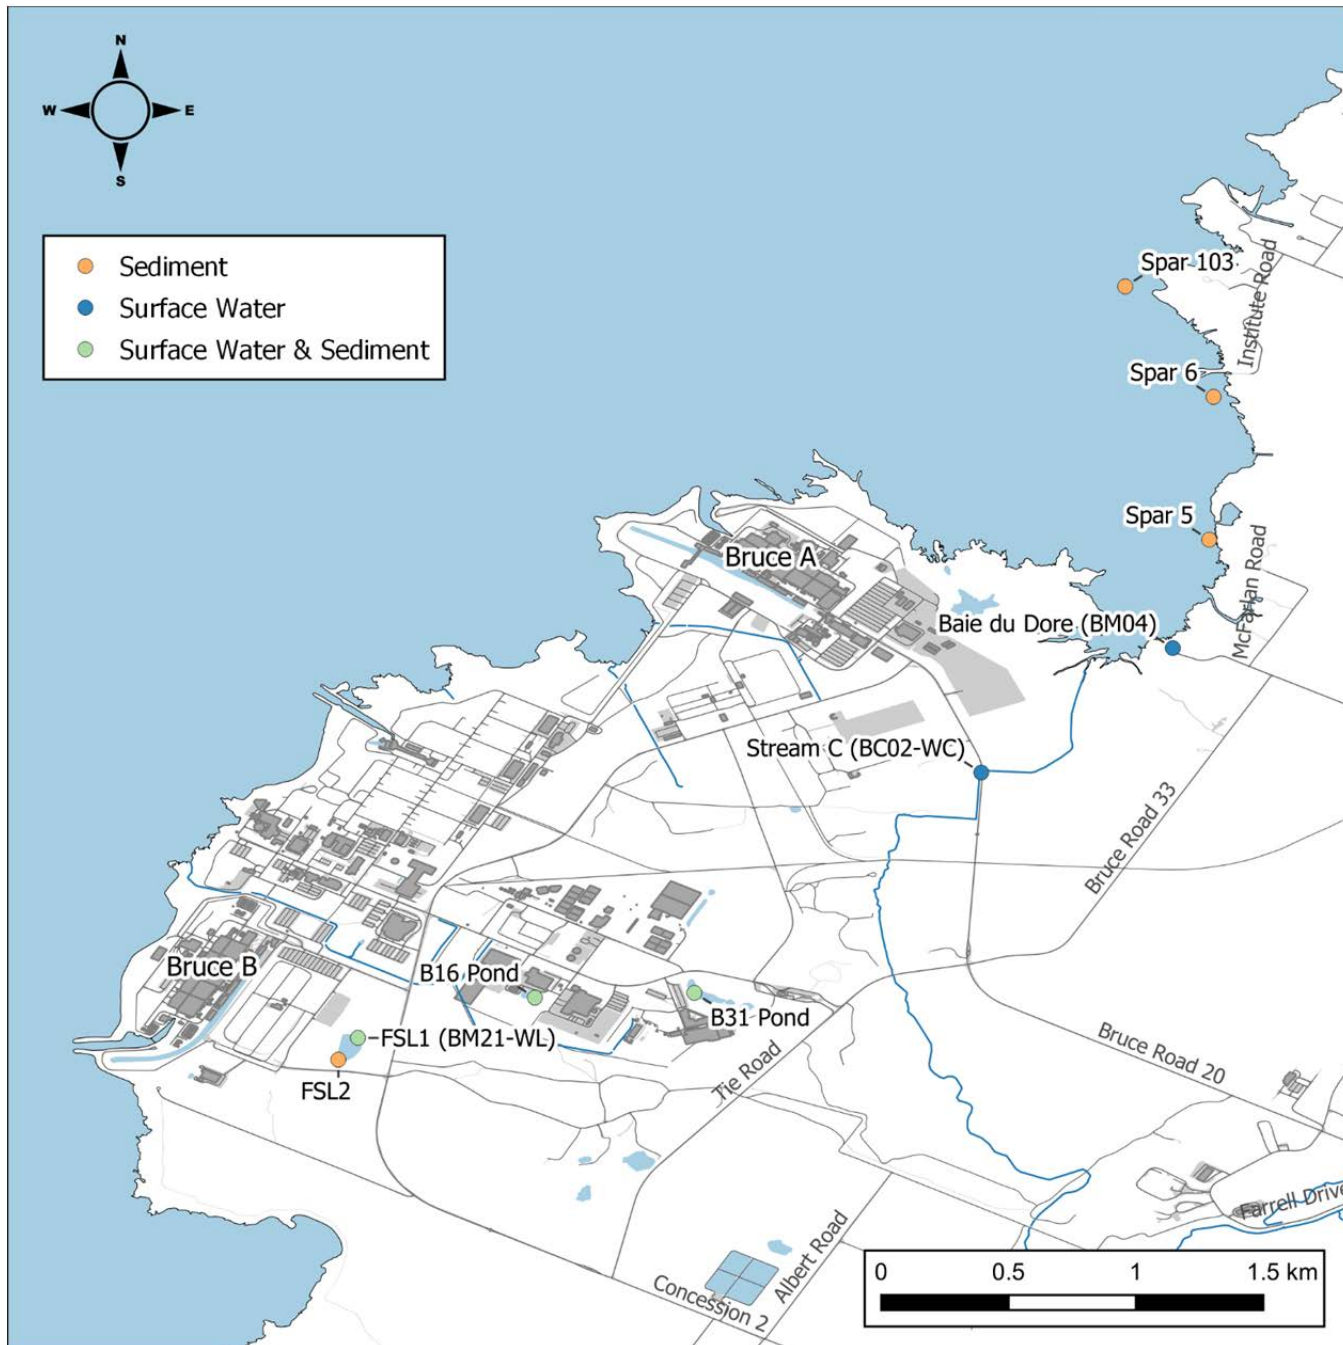 N
W E
S
Sediment
Surface Water
Surface Water & Sediment
Spar 103
Institute Road
Spar 6
Spar 5
McFarlan Road
Bruce A
Baie du Dore (BM04)
Stream C (BC02-WC)
Bruce Road 33
Bruce B
B16 Pond
B31 Pond
FSL1 (BM21-WL)
FSL2
Tie Road
Bruce Road 20
Farrell Drive
Albert Road
Concession 2
0 0.5 1 1.5 km